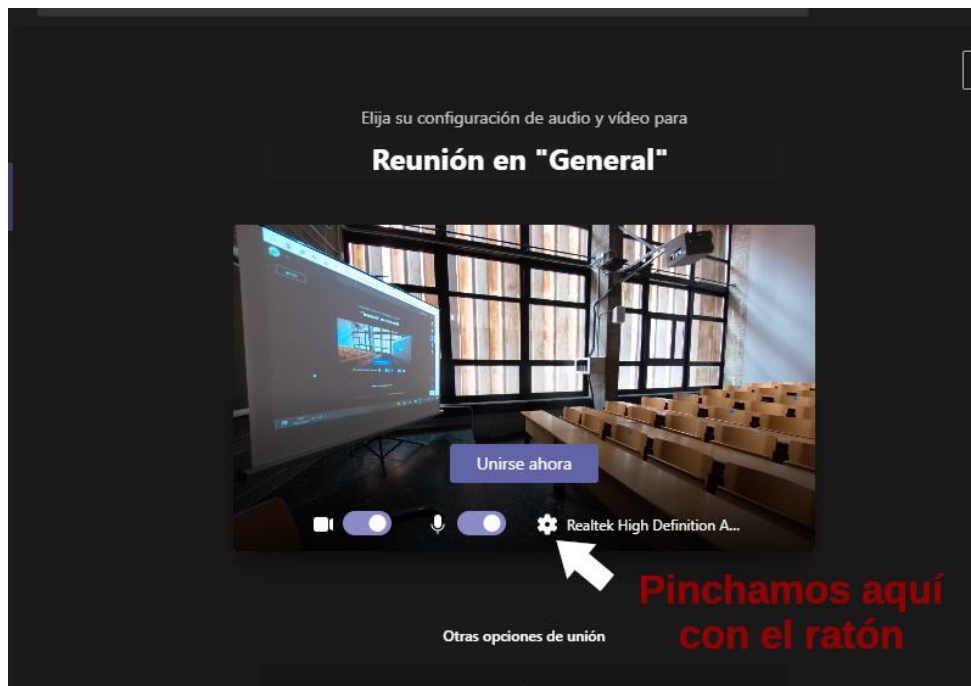 Elija su configuración de audio y vídeo para
Reunión en "General"
Unirse ahora
Realtek High Definition A...
Pinchamos aquí
con el ratón
Otras opciones de unión